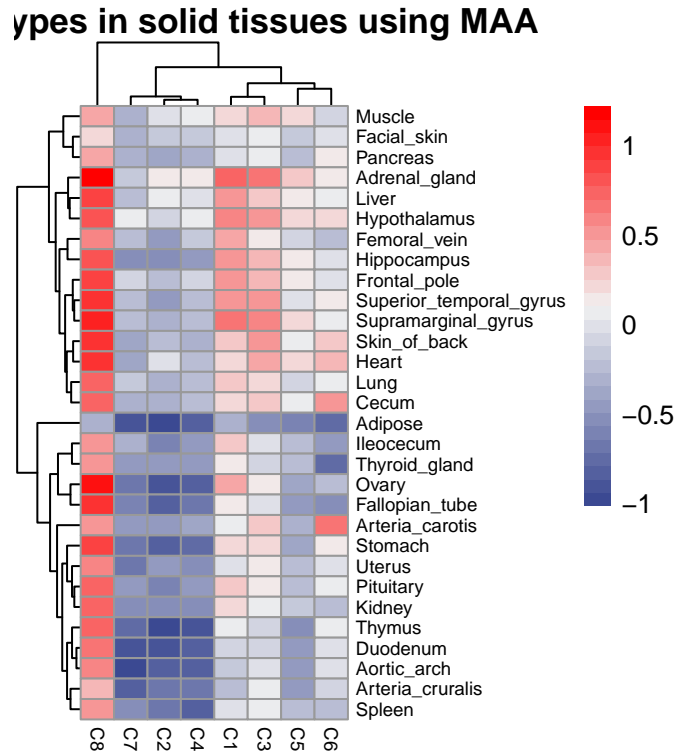 ypes in solid tissues using MAA
Muscle
Facial_skin
Pancreas
Adrenal_gland
Liver
Hypothalamus
Femoral_vein
Hippocampus
Frontal_pole
Superior_temporal_gyrus
Supramarginal_gyrus
Skin_of_back
Heart
Lung
Cecum
Adipose
Ileocecum
Thyroid_gland
Ovary
Fallopian_tube
Arteria_carotis
Stomach
Uterus
Pituitary
Kidney
Thymus
Duodenum
Aortic_arch
Arteria_cruralis
Spleen
C8 C7 C2 C4 C1 C3 C5 C6
1
0.5
0
−0.5
−1